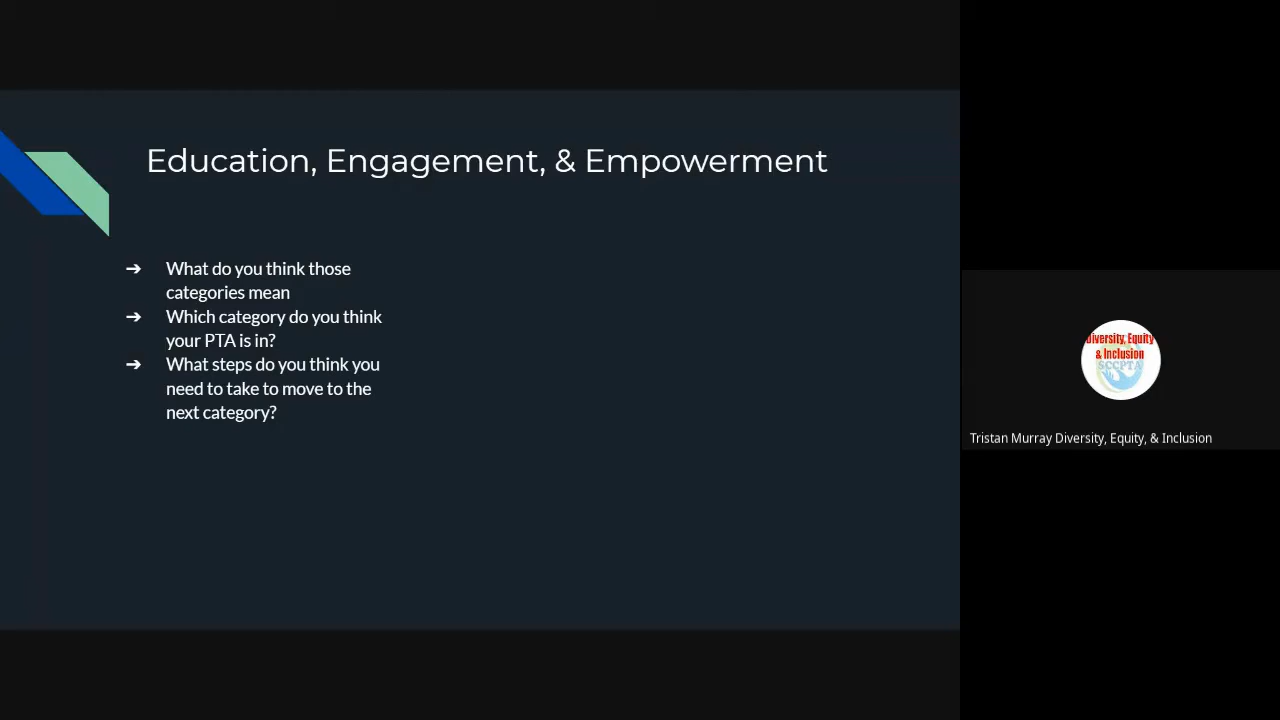 Education, Engagement, & Empowerment
➔ What do you think those
categories mean
➔ Which category do you think
your PTA is in?
➔ What steps do you think you
need to take to move to the
next category?
Diversity, Equity
& Inclusion
SCCPTA
Tristan Murray Diversity, Equity, & Inclusion